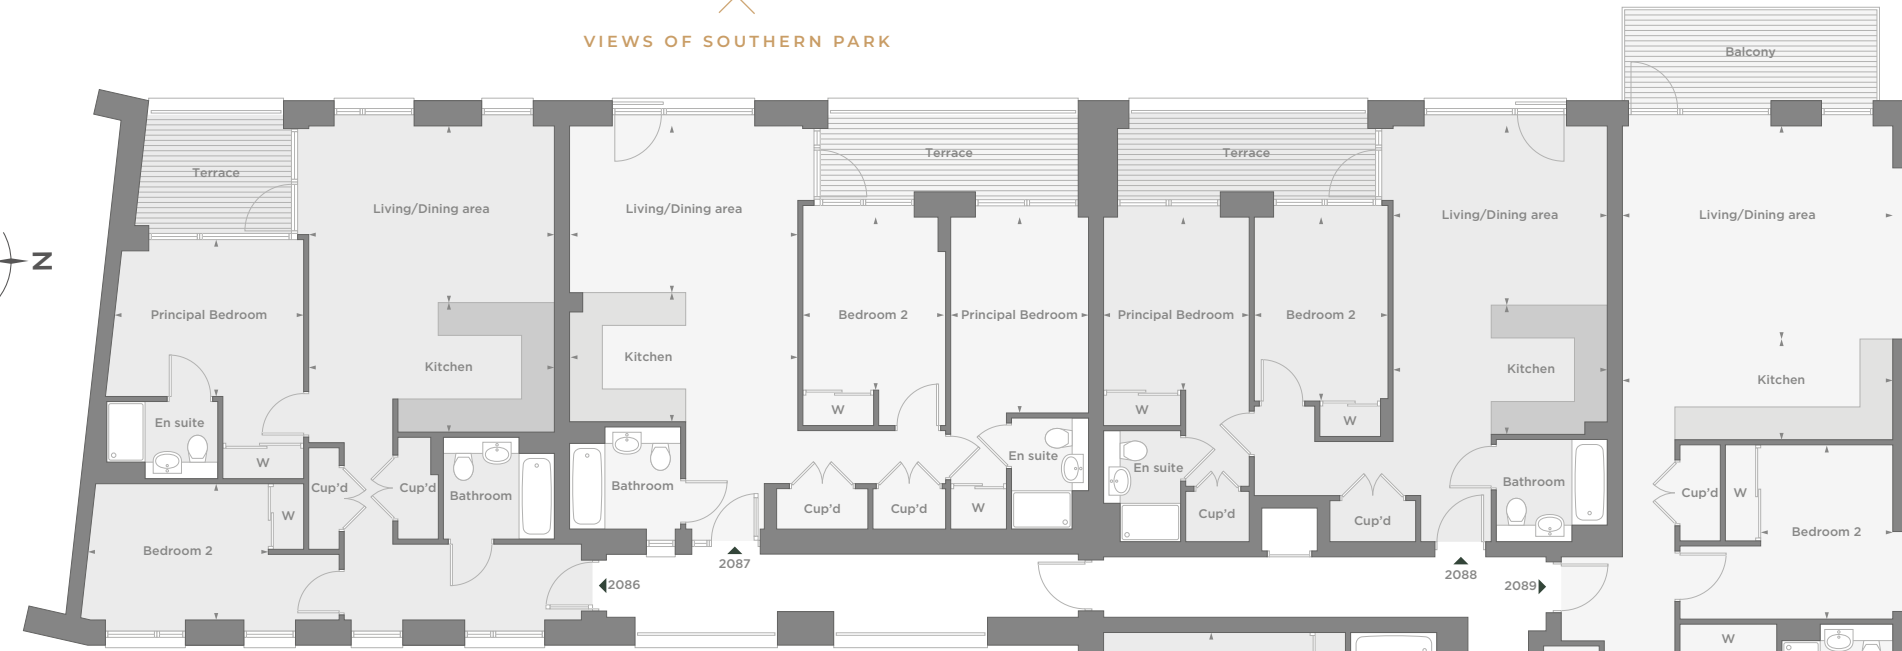 VIEWS OF SOUTHERN PARK
Balcony
Terrace
Living/Dining area
Living/Dining area
Terrace
Terrace
Living/Dining area
Living/Dining area
N
Principal Bedroom
Bedroom 2
Principal Bedroom
Principal Bedroom
Bedroom 2
Kitchen
Kitchen
Kitchen
Kitchen
En suite
W
W
W
W
En suite
En suite
Cup'd
Cup'd
Bathroom
Bathroom
Cup'd
Cup'd
W
Cup'd
Cup'd
Bathroom
Cup'd
W
Bedroom 2
W
Bedroom 2
2086
2087
2088
2089
W